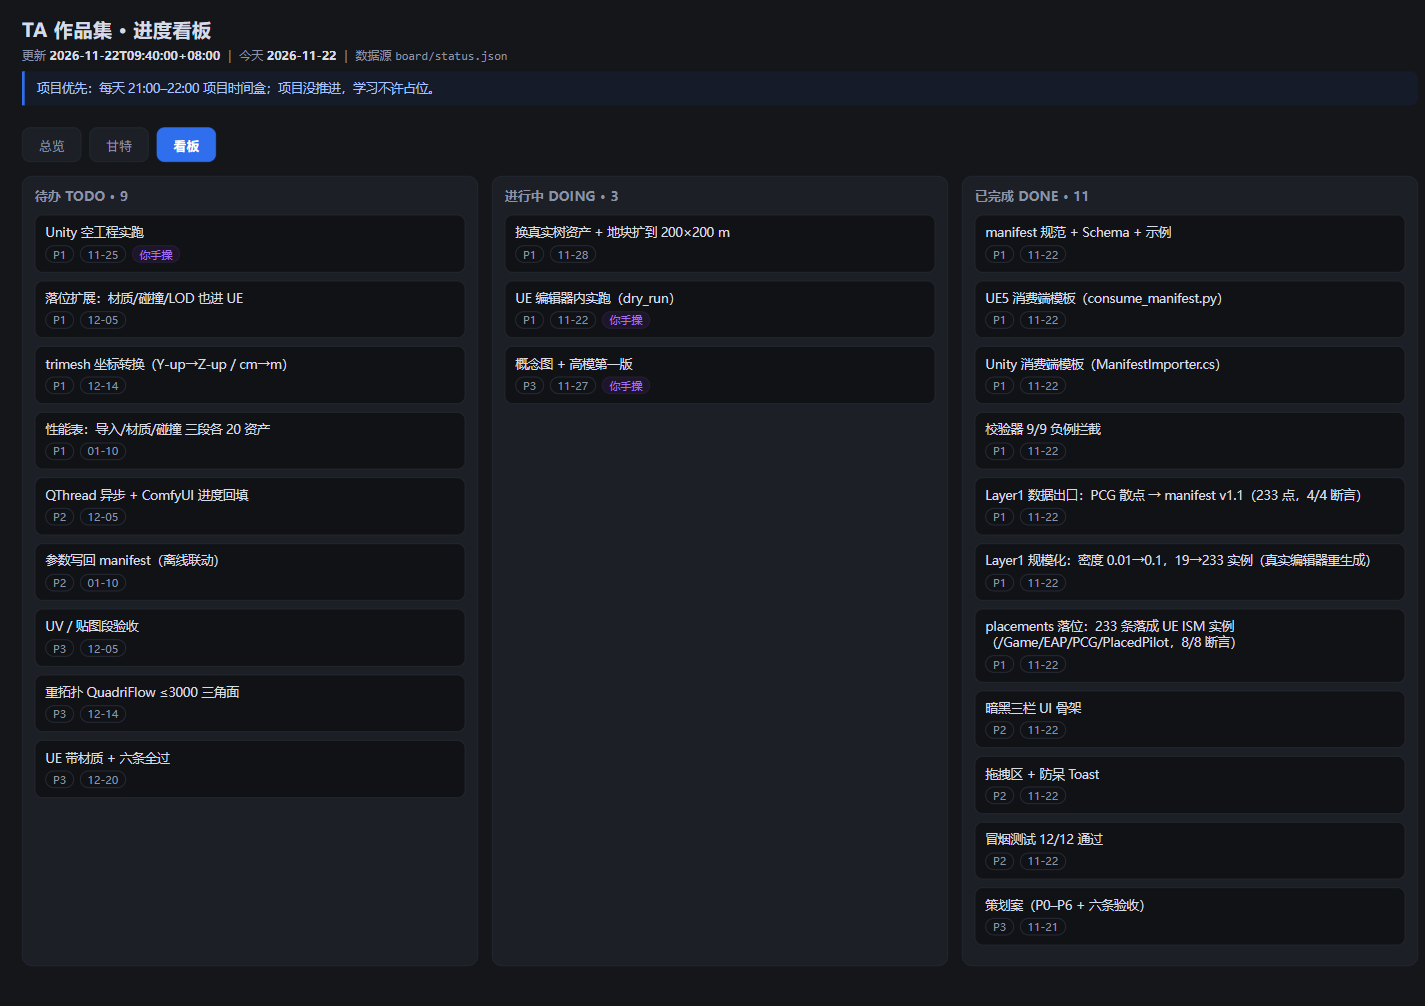 TA 作品集 • 进度看板
更新 2026-11-22T09:40:00+08:00 | 今天 2026-11-22 | 数据源 board/status.json
项目优先：每天 21:00–22:00 项目时间盒；项目没推进，学习不许占位。
总览 甘特 看板
待办 TODO • 9
Unity 空工程实跑
P1 11-25 你手操
落位扩展：材质/碰撞/LOD 也进 UE
P1 12-05
trimesh 坐标转换（Y-up→Z-up / cm→m）
P1 12-14
性能表：导入/材质/碰撞 三段各 20 资产
P1 01-10
QThread 异步 + ComfyUI 进度回填
P2 12-05
参数写回 manifest（离线联动）
P2 01-10
UV / 贴图段验收
P3 12-05
重拓扑 QuadriFlow ≤3000 三角面
P3 12-14
UE 带材质 + 六条全过
P3 12-20
进行中 DOING • 3
换真实树资产 + 地块扩到 200×200 m
P1 11-28
UE 编辑器内实跑（dry_run）
P1 11-22 你手操
概念图 + 高模第一版
P3 11-27 你手操
已完成 DONE • 11
manifest 规范 + Schema + 示例
P1 11-22
UE5 消费端模板（consume_manifest.py）
P1 11-22
Unity 消费端模板（ManifestImporter.cs）
P1 11-22
校验器 9/9 负例拦截
P1 11-22
Layer1 数据出口：PCG 散点 → manifest v1.1（233 点，4/4 断言）
P1 11-22
Layer1 规模化：密度 0.01→0.1，19→233 实例（真实编辑器重生成）
P1 11-22
placements 落位：233 条落成 UE ISM 实例
（/Game/EAP/PCG/PlacedPilot，8/8 断言）
P1 11-22
暗黑三栏 UI 骨架
P2 11-22
拖拽区 + 防呆 Toast
P2 11-22
冒烟测试 12/12 通过
P2 11-22
策划案（P0–P6 + 六条验收）
P3 11-21